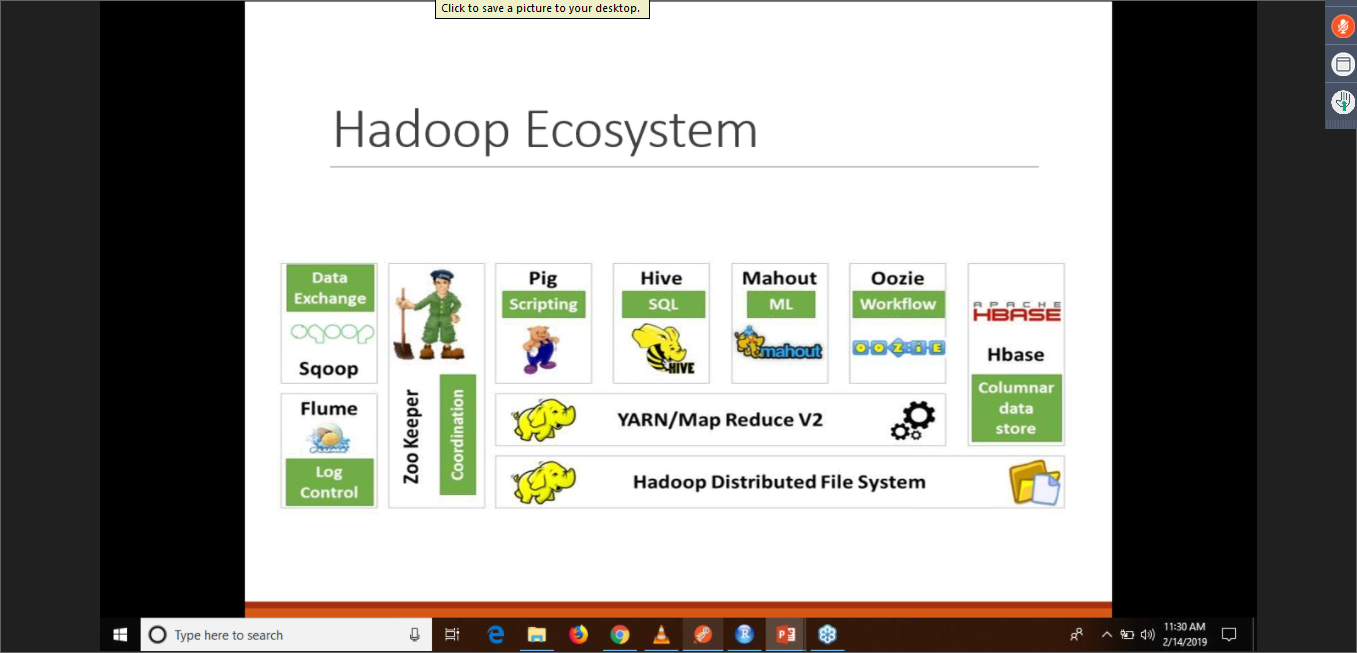 Click to save a picture to your desktop.
Hadoop Ecosystem
Data
Exchange
sqoop
Sqoop
Flume
Log
Control
Zoo Keeper
Coordination
Pig
Scripting
Hive
SQL
HIVE
Mahout
ML
mahout
Oozie
Workflow
OOZIE
APACHE
HBASE
Hbase
Columnar
data
store
YARN/Map Reduce V2
Hadoop Distributed File System
Type here to search
11:30 AM
2/14/2019